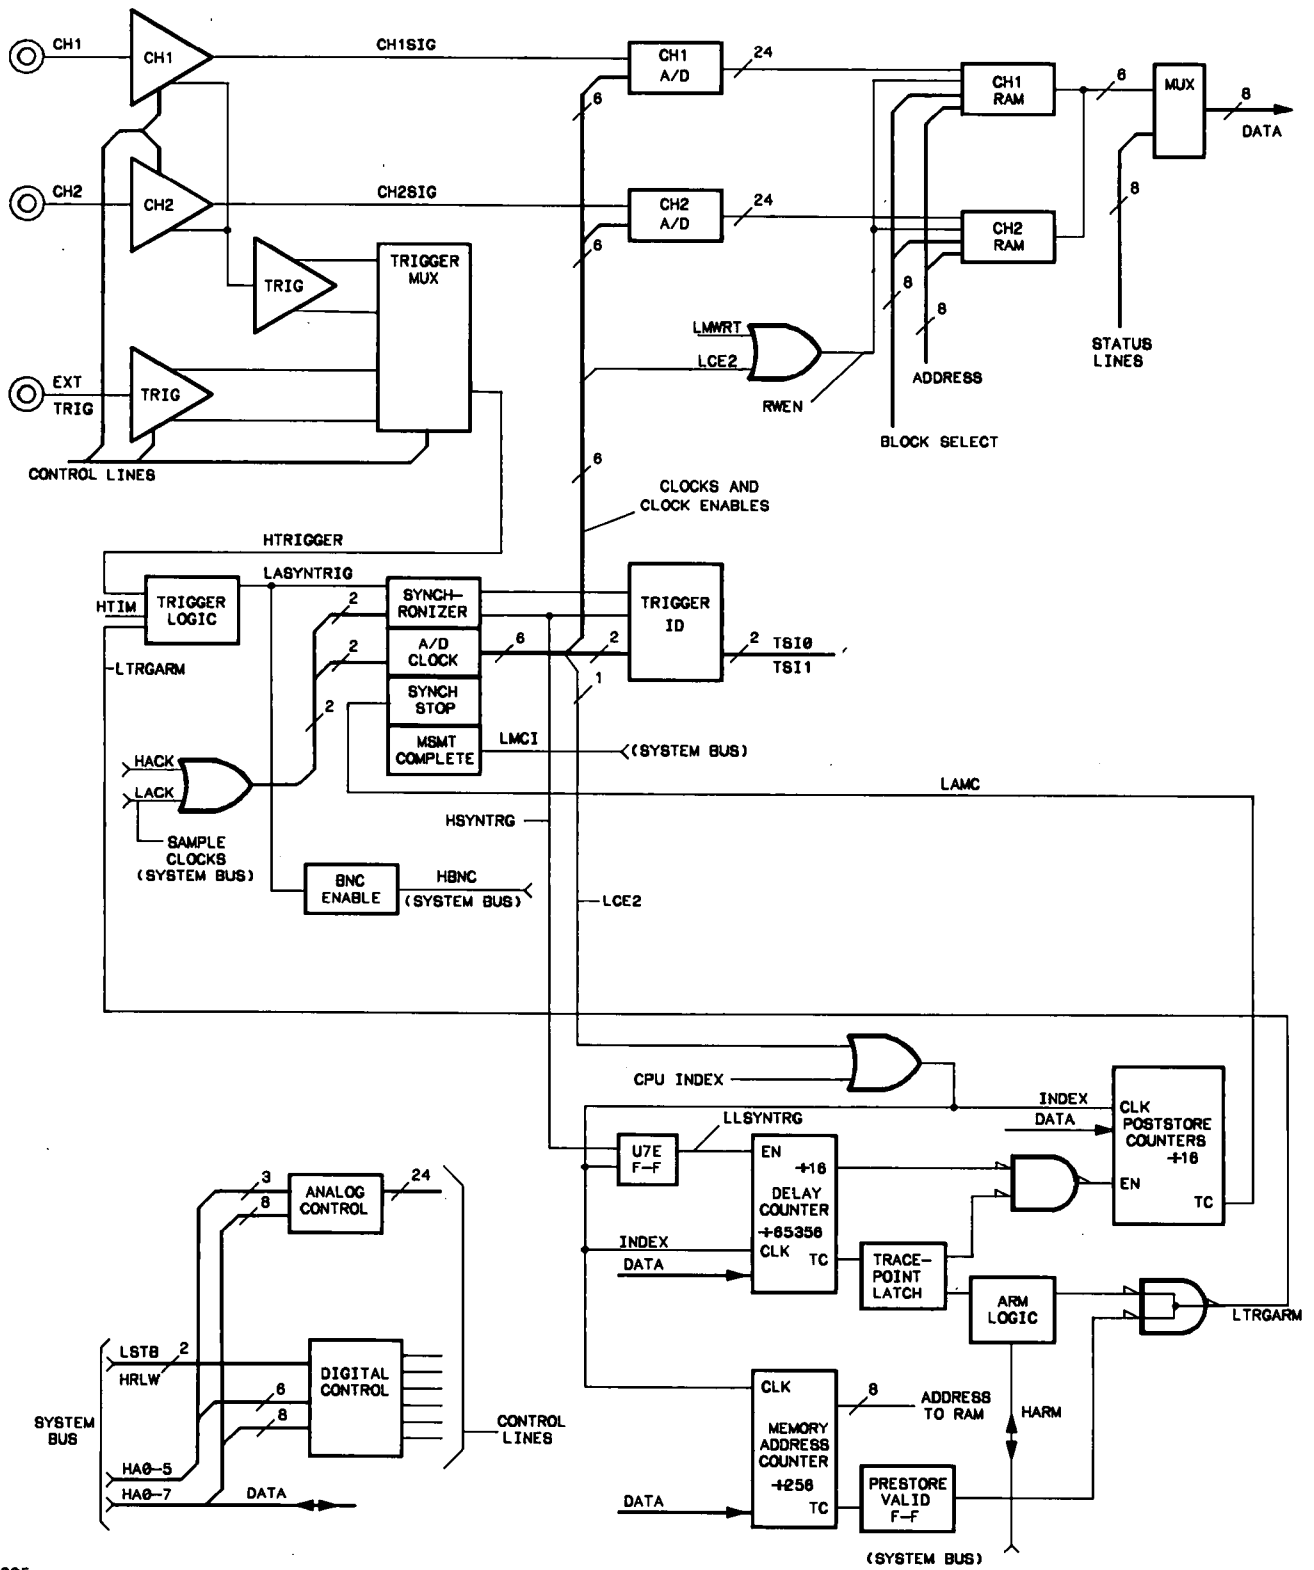 CH1
CH1
CH1SIG
CH1
A/D
24
6
CH1
RAM
6
MUX
8
DATA
CH2
CH2
CH2SIG
CH2
A/D
24
6
CH2
RAM
8
8
8
TRIG
TRIGGER
MUX
LMWRT
LCE2
RWEN
ADDRESS
STATUS
LINES
BLOCK SELECT
EXT
TRIG
TRIG
CONTROL LINES
6
CLOCKS AND
CLOCK ENABLES
HTRIGGER
LASYNTRIG
HTIM
TRIGGER
LOGIC
LTRGARM
2
2
2
SYNCH-
RONIZER
A/D
CLOCK
SYNCH
STOP
MSMT
COMPLETE
6
2
1
TRIGGER
ID
2
TSI0
TSI1
LMCI
(SYSTEM BUS)
HACK
LACK
SAMPLE
CLOCKS
(SYSTEM BUS)
LAMC
HSYNTRG
BNC
ENABLE
HBNC
(SYSTEM BUS)
LCE2
CPU INDEX
INDEX
DATA
CLK
POSTSTORE
COUNTERS
÷16
EN
TC
LLSYNTRG
U7E
F-F
EN
÷16
DELAY
COUNTER
÷65356
CLK
TC
INDEX
DATA
TRACE-
POINT
LATCH
ARM
LOGIC
LTRGARM
3
8
ANALOG
CONTROL
24
LSTB
HRLW
2
6
8
DIGITAL
CONTROL
CONTROL
LINES
SYSTEM
BUS
HA0-5
HA0-7
DATA
CLK
MEMORY
ADDRESS
COUNTER
÷256
TC
8
ADDRESS
TO RAM
HARM
DATA
PRESTORE
VALID
F-F
(SYSTEM BUS)